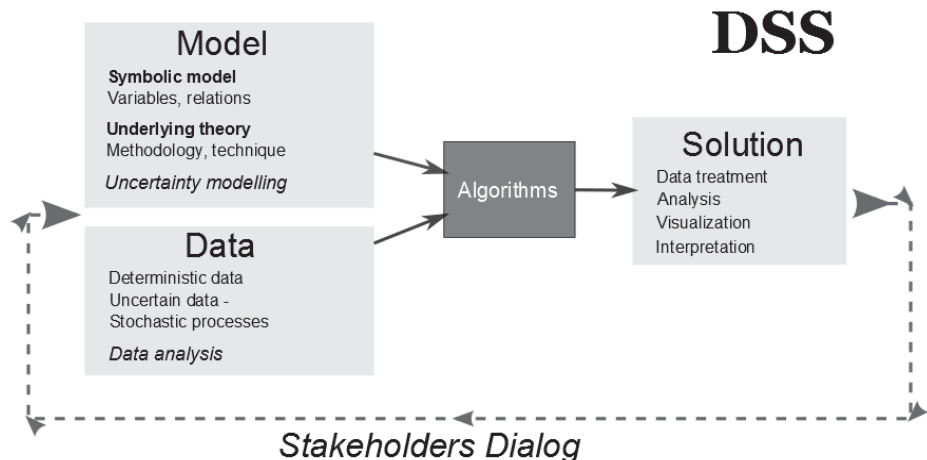 DSS
Model
Symbolic model
Variables, relations
Underlying theory
Methodology, technique
Uncertainty modelling
Data
Deterministic data
Uncertain data -
Stochastic processes
Data analysis
Algorithms
Solution
Data treatment
Analysis
Visualization
Interpretation
Stakeholders Dialog